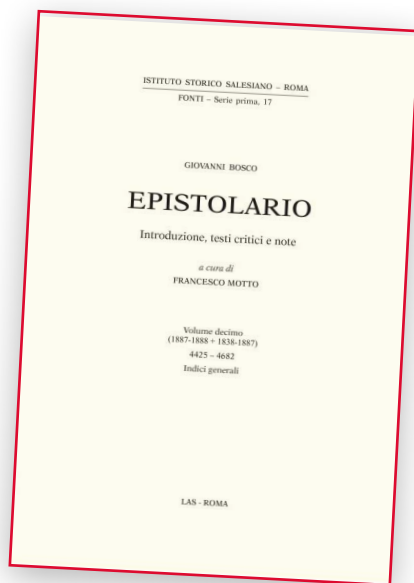 ISTITUTO STORICO SALESIANO – ROMA
FONTI – Serie prima, 17
GIOVANNI BOSCO
EPISTOLARIO
Introduzione, testi critici e note
a cura di
FRANCESCO MOTTO
Volume decimo
(1887-1888 + 1838-1887)
4425 – 4682
Indici generali
LAS - ROMA